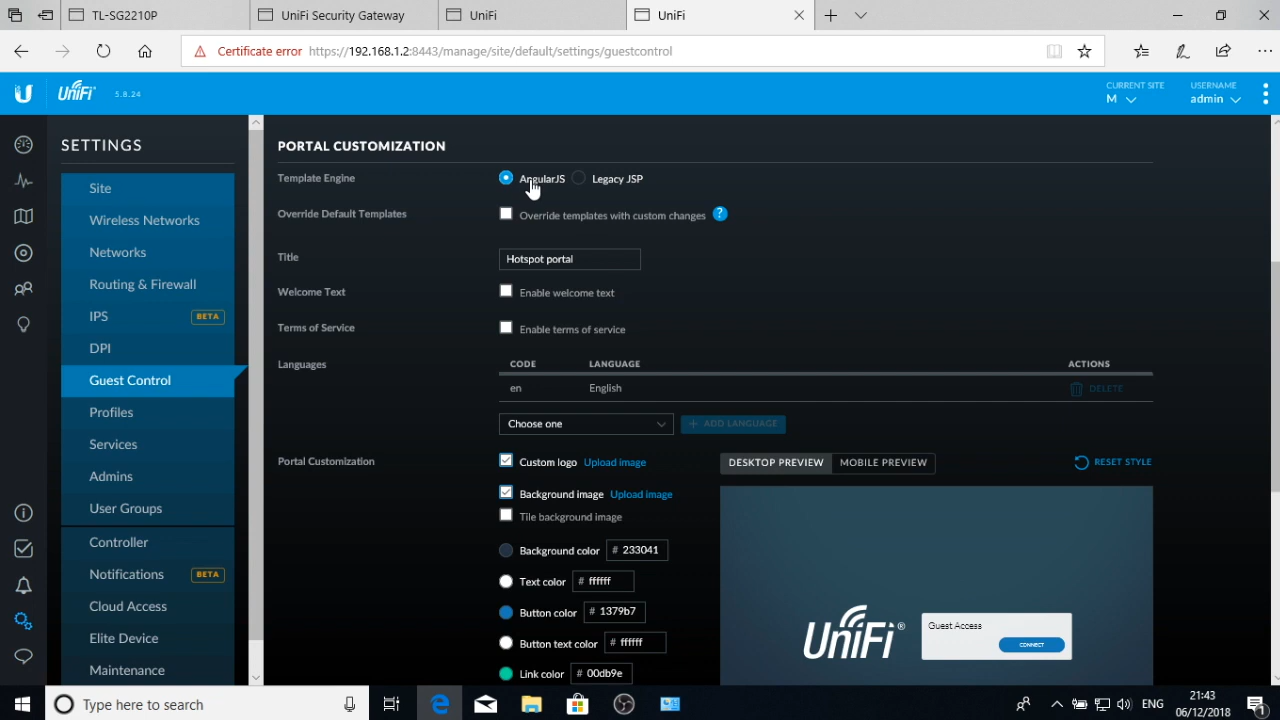 TL-SG2210P
UniFi Security Gateway
UniFi
UniFi
Certificate error https://192.168.1.2:8443/manage/site/default/settings/guestcontrol
UniFi 5.8.24
CURRENT SITE
M
USERNAME
admin
SETTINGS
Site
Wireless Networks
Networks
Routing & Firewall
IPS BETA
DPI
Guest Control
Profiles
Services
Admins
User Groups
Controller
Notifications BETA
Cloud Access
Elite Device
Maintenance
PORTAL CUSTOMIZATION
Template Engine AngularJS Legacy JSP
Override Default Templates Override templates with custom changes ?
Title Hotspot portal
Welcome Text Enable welcome text
Terms of Service Enable terms of service
Languages CODE LANGUAGE ACTIONS
en English DELETE
Choose one + ADD LANGUAGE
Portal Customization Custom logo Upload image DESKTOP PREVIEW MOBILE PREVIEW RESET STYLE
Background image Upload image
Tile background image
Background color # 233041
Text color # ffffff
Button color # 1379b7
Button text color # ffffff
Link color # 00db9e
UniFi®
Guest Access
CONNECT
Type here to search
ENG
21:43
06/12/2018
1